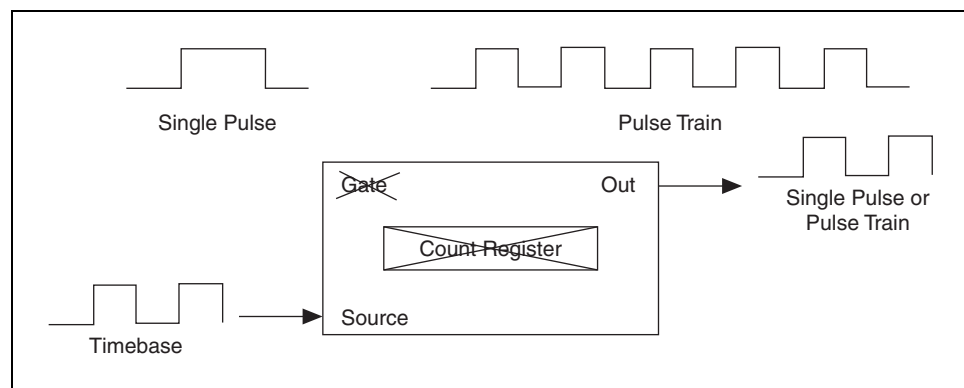 Single Pulse
Pulse Train
Gate
Out
Single Pulse or
Pulse Train
Count Register
Source
Timebase